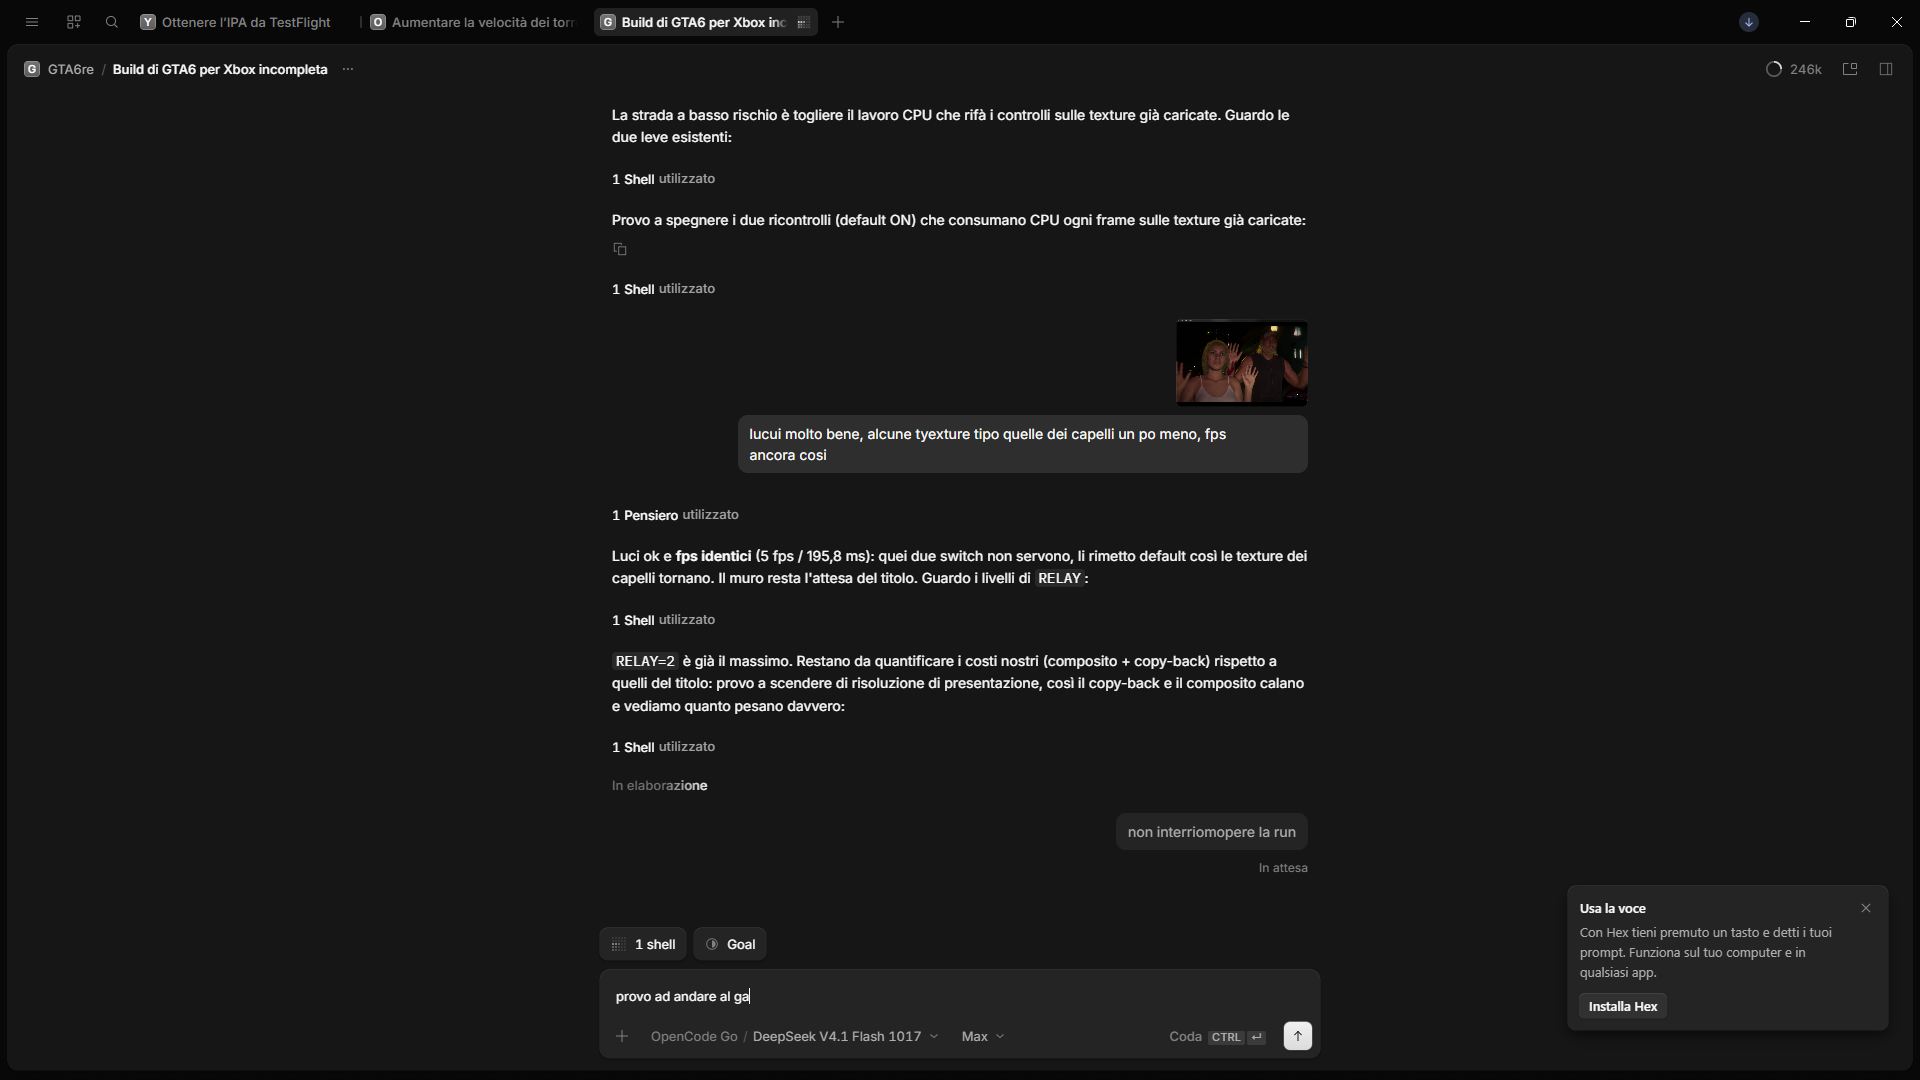 Y Ottenere l'IPA da TestFlight
O Aumentare la velocità dei torr
G Build di GTA6 per Xbox inc
G GTA6re / Build di GTA6 per Xbox incompleta ...
246k
La strada a basso rischio è togliere il lavoro CPU che rifà i controlli sulle texture già caricate. Guardo le
due leve esistenti:
1 Shell utilizzato
Provo a spegnere i due ricontrolli (default ON) che consumano CPU ogni frame sulle texture già caricate:
1 Shell utilizzato
lucui molto bene, alcune tyexture tipo quelle dei capelli un po meno, fps
ancora cosi
1 Pensiero utilizzato
Luci ok e fps identici (5 fps / 195,8 ms): quei due switch non servono, li rimetto default così le texture dei
capelli tornano. Il muro resta l'attesa del titolo. Guardo i livelli di RELAY:
1 Shell utilizzato
RELAY=2 è già il massimo. Restano da quantificare i costi nostri (composito + copy-back) rispetto a
quelli del titolo: provo a scendere di risoluzione di presentazione, così il copy-back e il composito calano
e vediamo quanto pesano davvero:
1 Shell utilizzato
In elaborazione
non interriomopere la run
In attesa
1 shell
Goal
provo ad andare al ga
OpenCode Go / DeepSeek V4.1 Flash 1017
Max
Coda CTRL ↵
Usa la voce
Con Hex tieni premuto un tasto e detti i tuoi
prompt. Funziona sul tuo computer e in
qualsiasi app.
Installa Hex